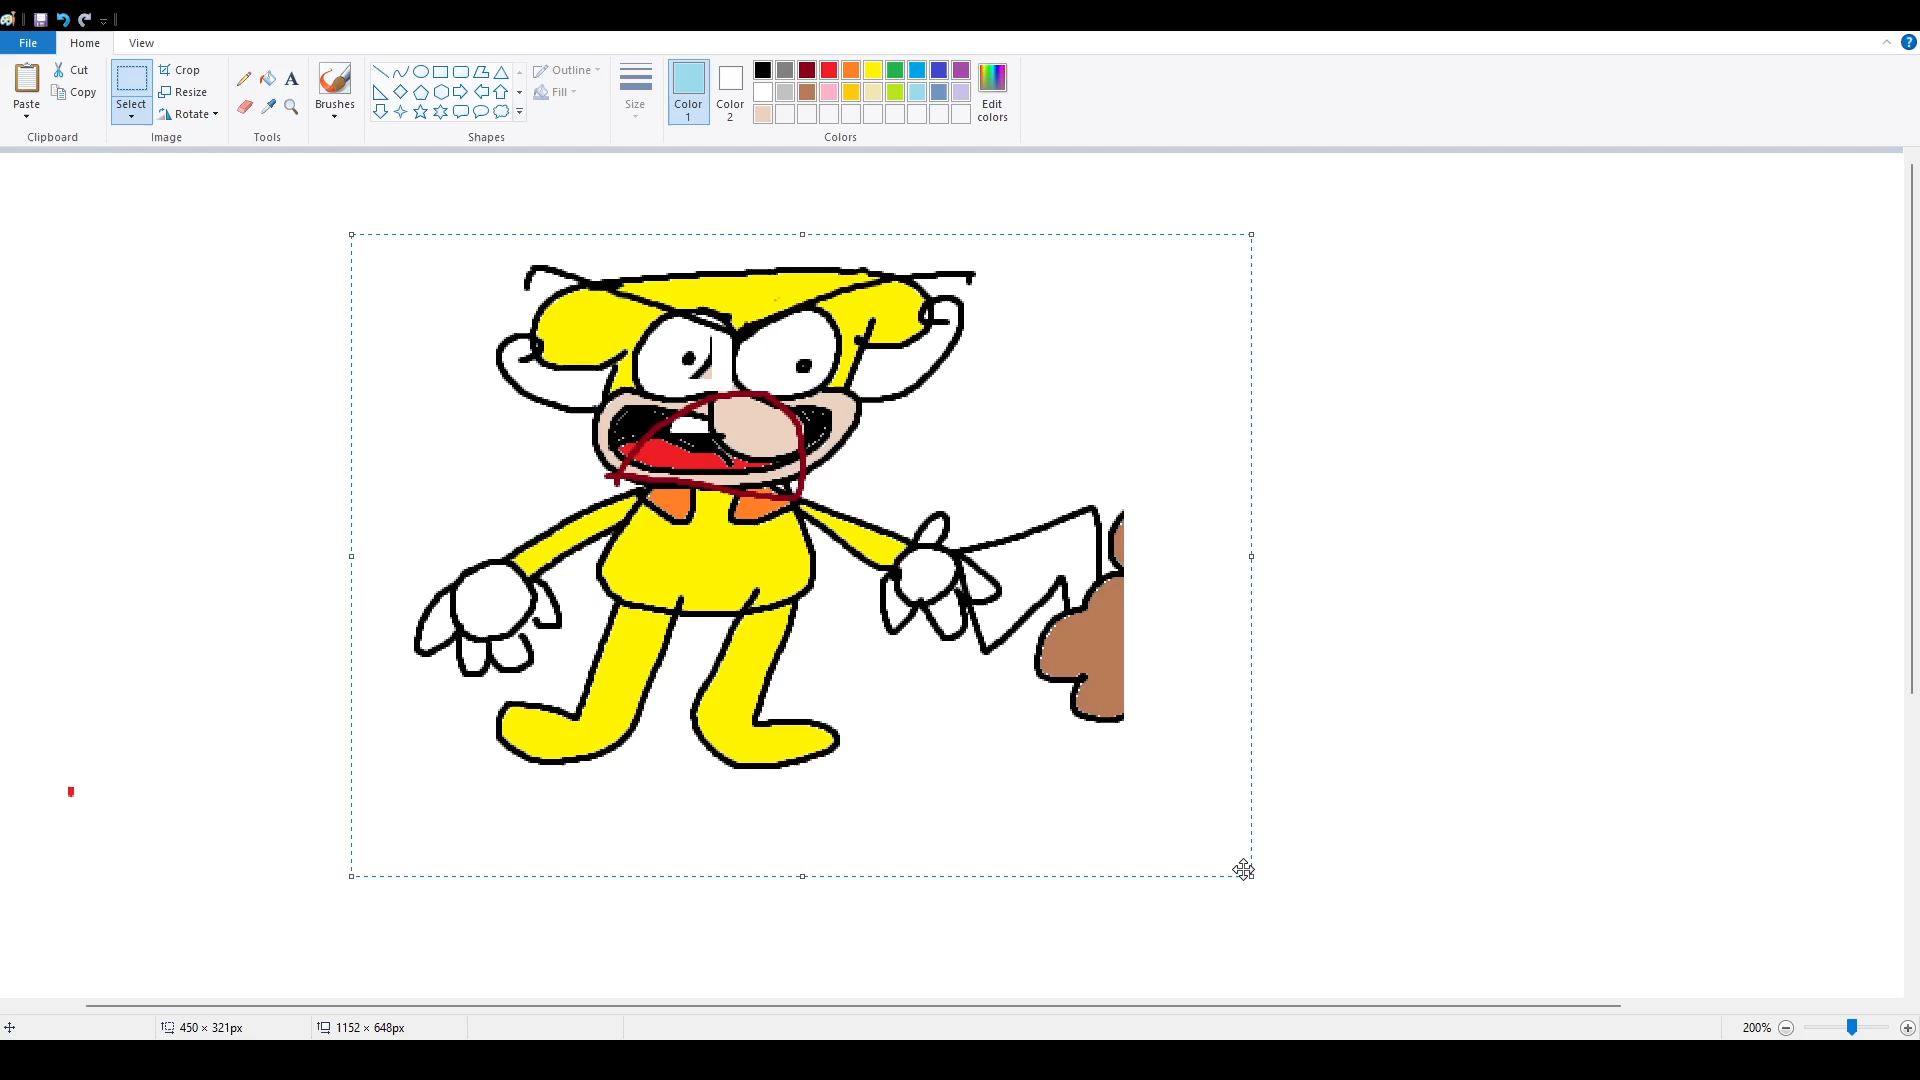 File Home View
Paste
Cut
Copy
Clipboard
Select
Crop
Resize
Rotate
Image
A
Tools
Brushes
Outline
Fill
Shapes
Size
Color
1
Color
2
Edit
colors
Colors
450 × 321px
1152 × 648px
200%